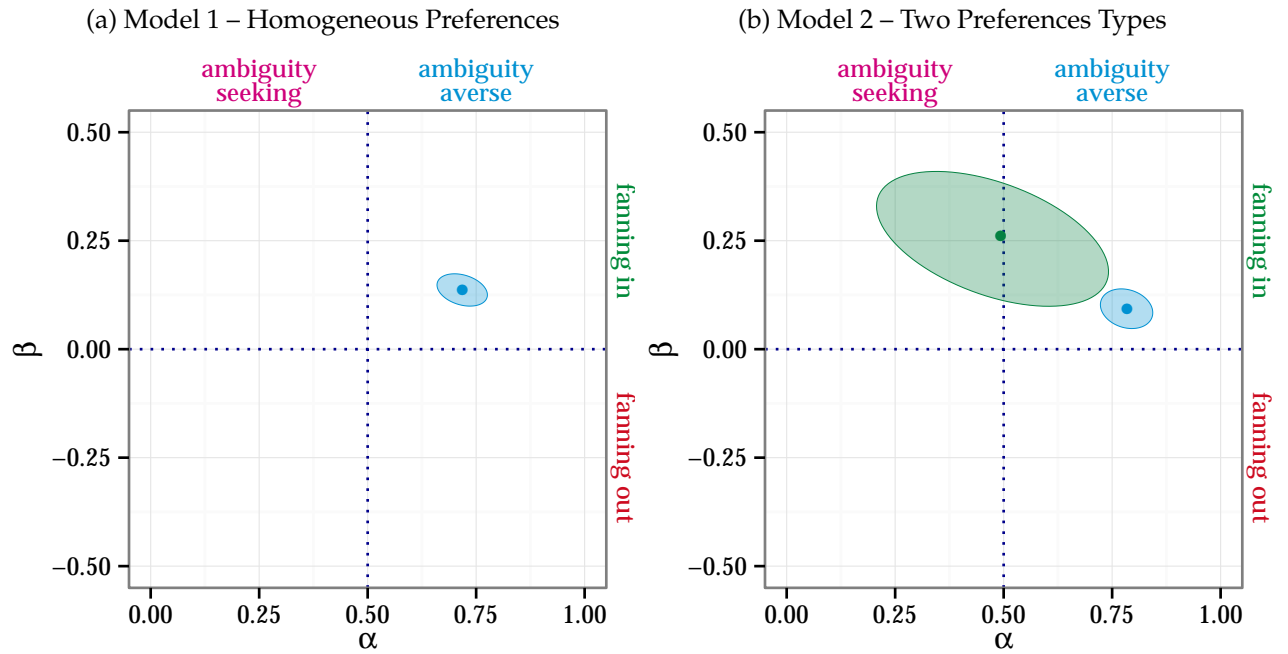 (a) Model 1 – Homogeneous Preferences
ambiguity
seeking
ambiguity
averse
0.50
0.25
0.00
−0.25
−0.50
β
fanning in
fanning out
0.00
0.25
0.50
0.75
1.00
α
(b) Model 2 – Two Preferences Types
ambiguity
seeking
ambiguity
averse
0.50
0.25
0.00
−0.25
−0.50
β
fanning in
fanning out
0.00
0.25
0.50
0.75
1.00
α